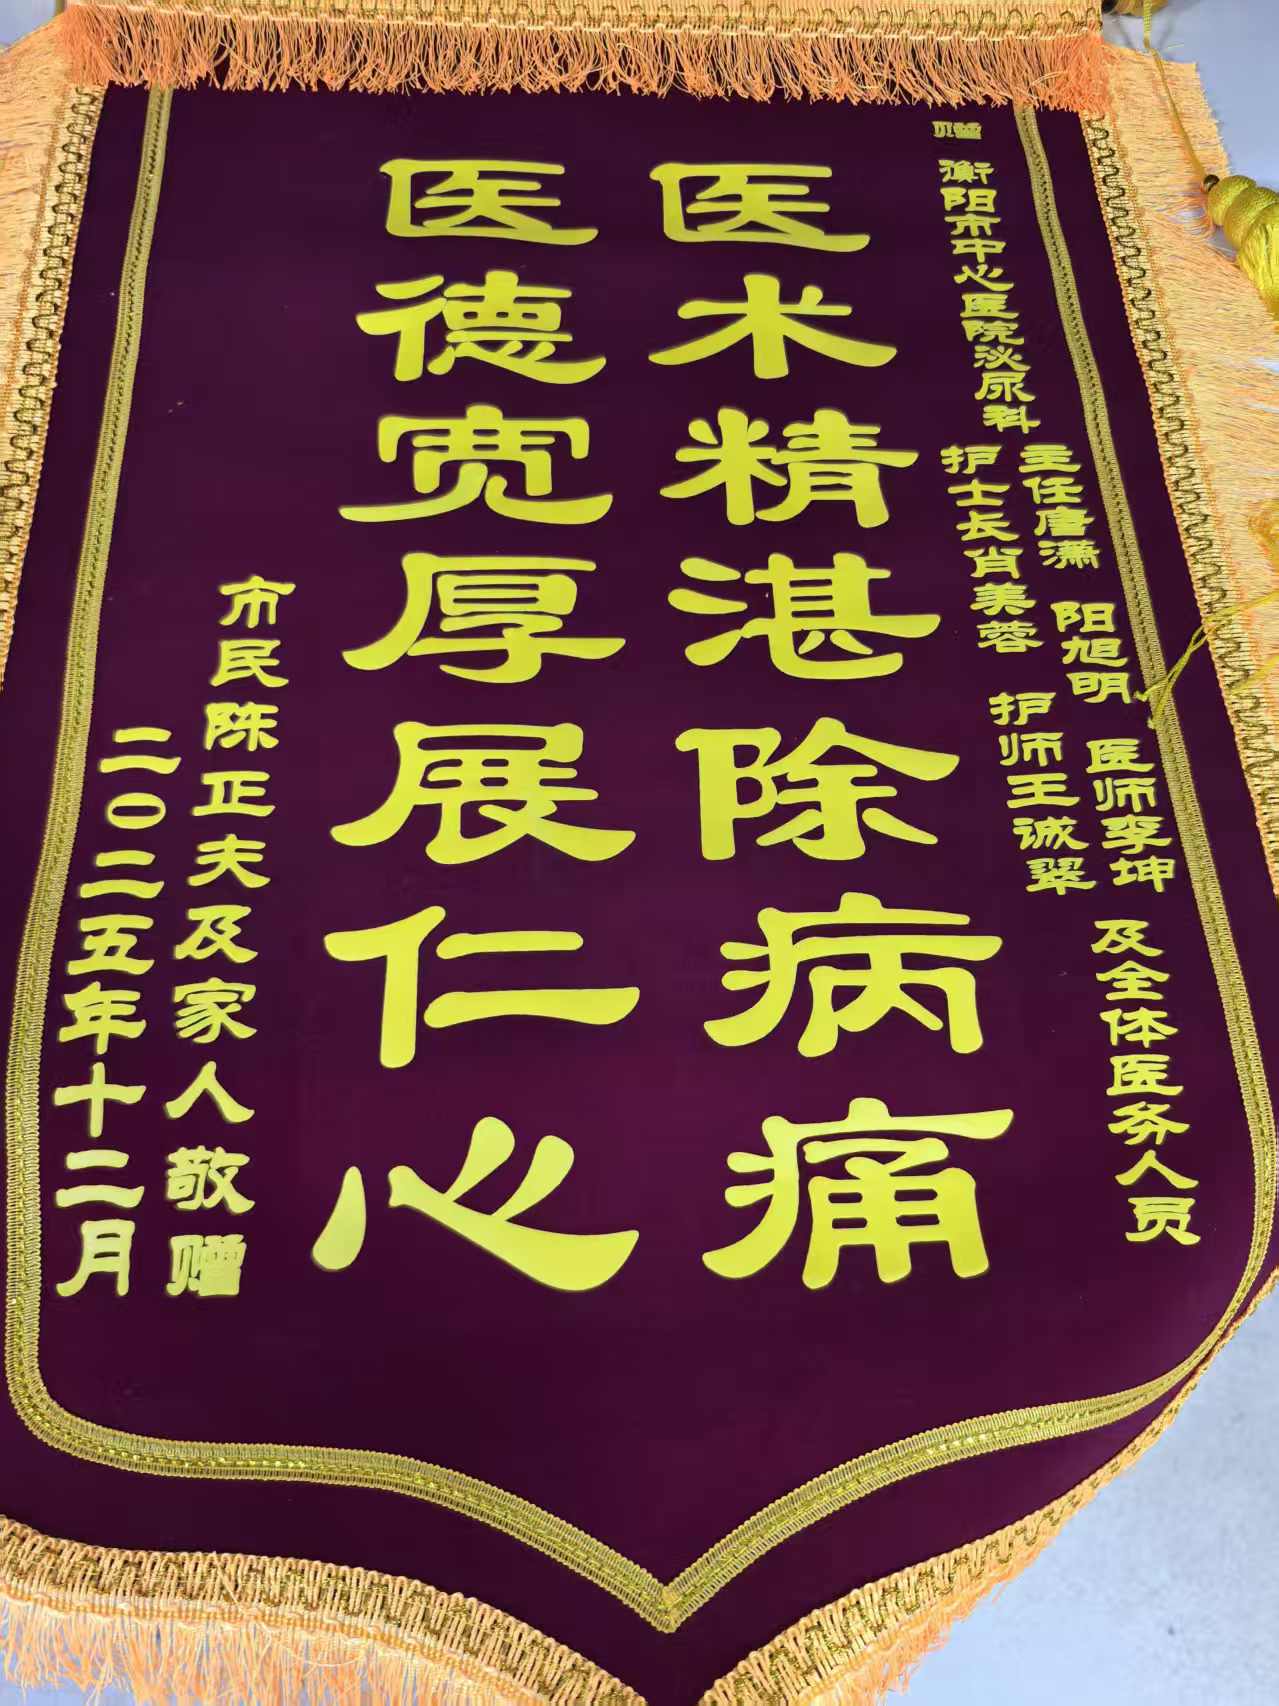 赠
衡阳市中心医院泌尿科
主任唐潇 阳旭明 医师李坤 及全体医务人员
护士长肖美蓉 护师王诚翠
医术精湛除病痛
医德宽厚展仁心
市民陈正夫及家人敬赠
二〇二五年十二月